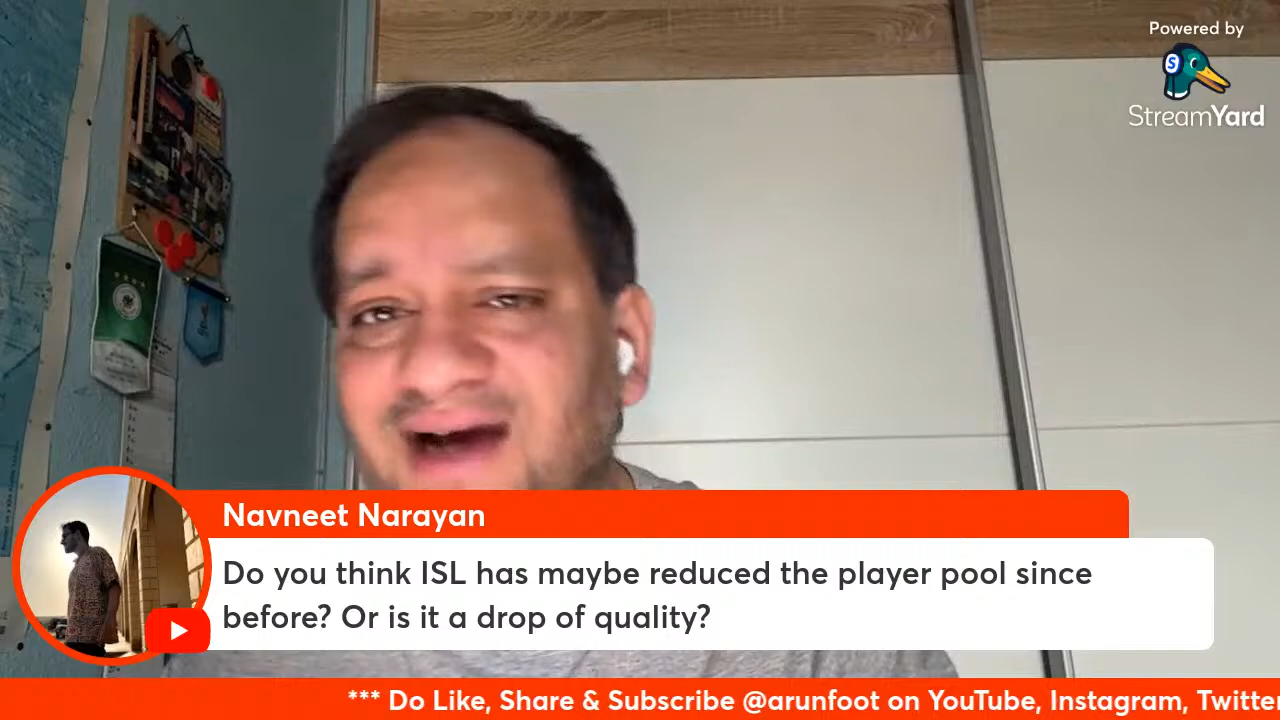 Powered by
StreamYard
Navneet Narayan
Do you think ISL has maybe reduced the player pool since
before? Or is it a drop of quality?
*** Do Like, Share & Subscribe @arunfoot on YouTube, Instagram, Twitter